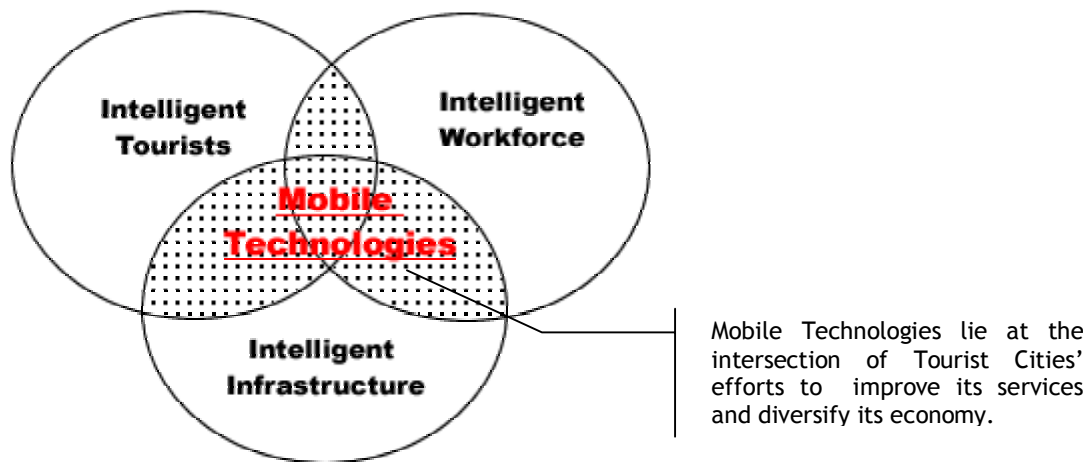 Intelligent
Tourists
Intelligent
Workforce
Mobile
Technologies
Intelligent
Infrastructure
Mobile Technologies lie at the
intersection of Tourist Cities’
efforts to improve its services
and diversify its economy.